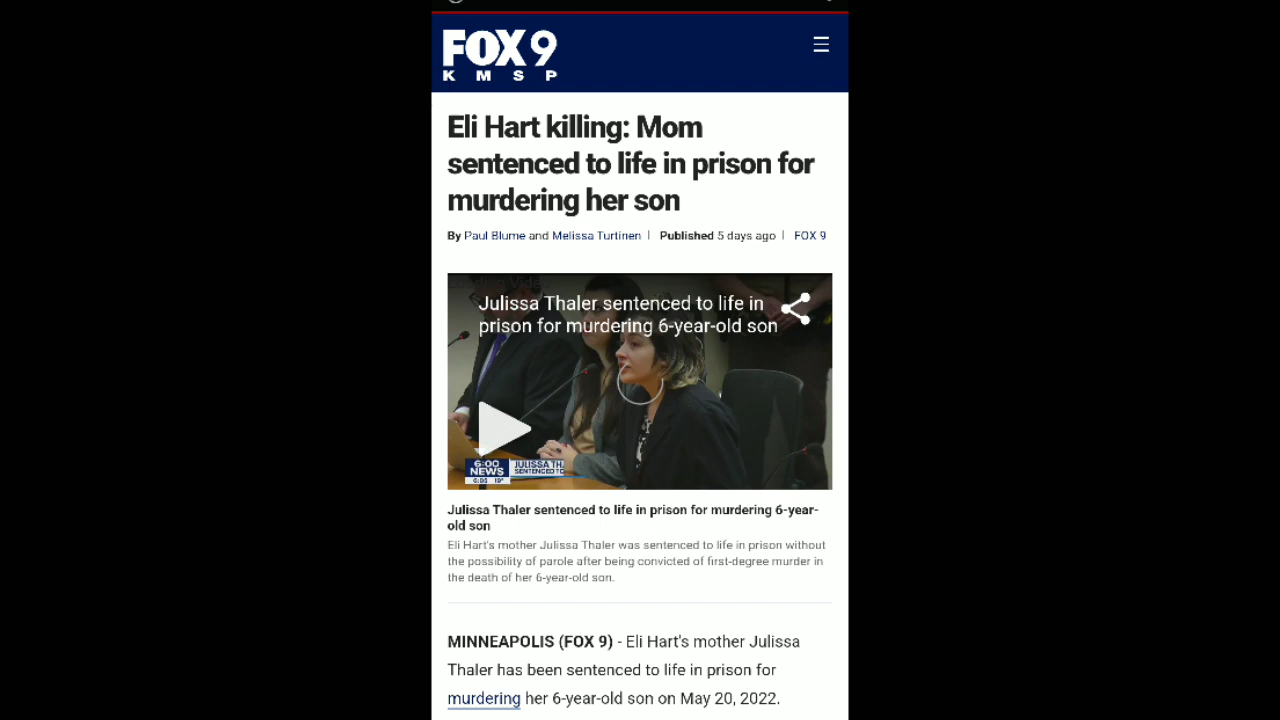 FOX 9
KMSP
Eli Hart killing: Mom
sentenced to life in prison for
murdering her son
By Paul Blume and Melissa Turtinen | Published 5 days ago | FOX 9
Julissa Thaler sentenced to life in
prison for murdering 6-year-old son
6:00
NEWS
6:05 19°
JULISSA TH
SENTENCED TO
Julissa Thaler sentenced to life in prison for murdering 6-year-
old son
Eli Hart's mother Julissa Thaler was sentenced to life in prison without
the possibility of parole after being convicted of first-degree murder in
the death of her 6-year-old son.
MINNEAPOLIS (FOX 9) - Eli Hart's mother Julissa
Thaler has been sentenced to life in prison for
murdering her 6-year-old son on May 20, 2022.